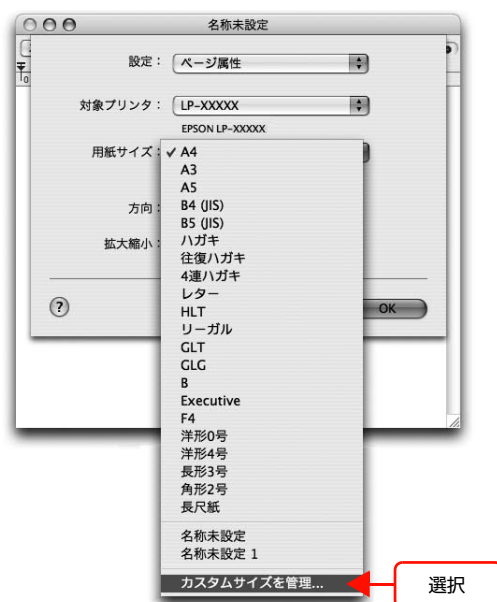 名称未設定
設定：
ページ属性
対象プリンタ：
LP-XXXXX
EPSON LP-XXXXX
用紙サイズ：
✓ A4
A3
A5
B4 (JIS)
B5 (JIS)
ハガキ
往復ハガキ
4連ハガキ
レター
HLT
リーガル
GLT
GLG
B
Executive
F4
洋形0号
洋形4号
長形3号
角形2号
長尺紙
名称未設定
名称未設定 1
カスタムサイズを管理...
方向：
拡大縮小：
?
OK
選択